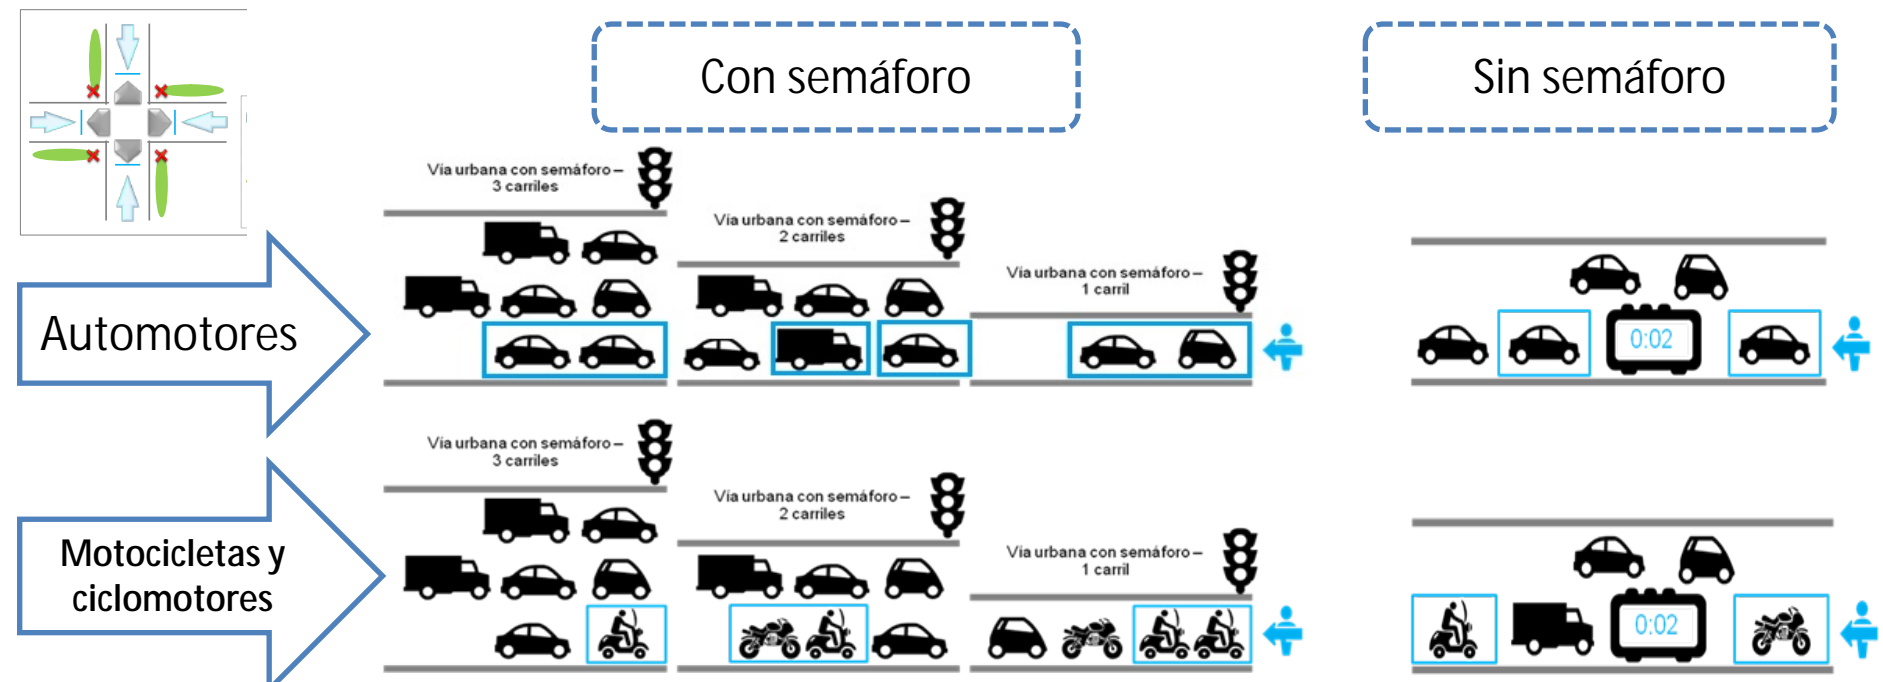 Con semáforo
Sin semáforo
Vía urbana con semáforo –
3 carriles
Vía urbana con semáforo –
2 carriles
Vía urbana con semáforo –
1 carril
Automotores
0:02
Vía urbana con semáforo –
3 carriles
Vía urbana con semáforo –
2 carriles
Vía urbana con semáforo –
1 carril
Motocicletas y
ciclomotores
0:02